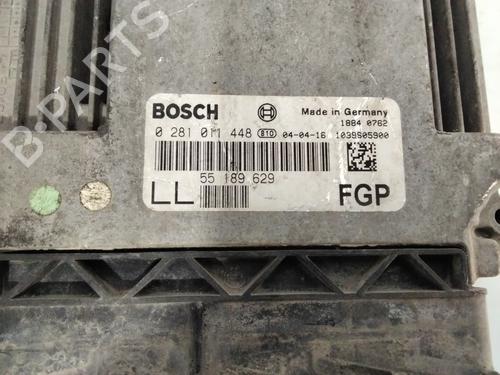 B-PARTS
BOSCH Made in Germany
1884 0762
0 281 011 448 810 04-04-16 1039S05900
55 189 629
LL FGP